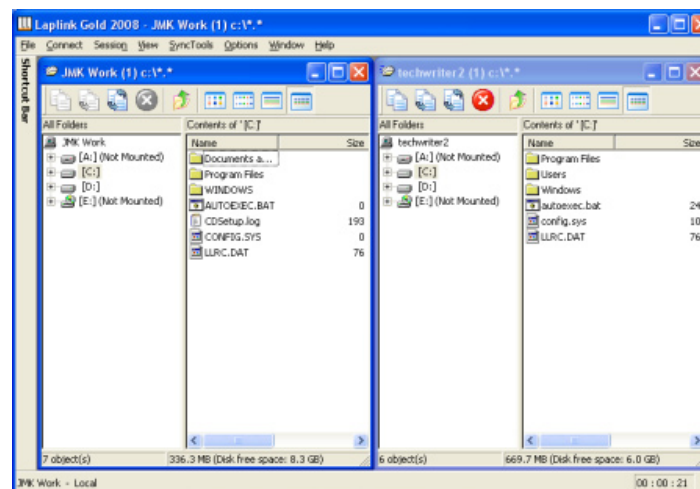 Laplink Gold 2008 - JMK Work (1) c:\*.*
File Connect Session View SyncTools Options Window Help
Shortcut Bar
JMK Work (1) c:\*.*
All Folders
JMK Work
[A:] (Not Mounted)
[C:]
[D:]
[E:] (Not Mounted)
Contents of '[C:]'
Name Size
Documents a...
Program Files
WINDOWS
AUTOEXEC.BAT 0
CDSetup.log 193
CONFIG.SYS 0
LLRC.DAT 76
7 object(s) 336.3 MB (Disk free space: 8.3 GB)
techwriter2 (1) c:\*.*
All Folders
techwriter2
[A:] (Not Mounted)
[C:]
[D:]
[E:] (Not Mounted)
Contents of '[C:]'
Name Size
Program Files
Users
Windows
autoexec.bat 24
config.sys 10
LLRC.DAT 76
6 object(s) 669.7 MB (Disk free space: 6.0 GB)
JMK Work - Local 00 : 00 : 21